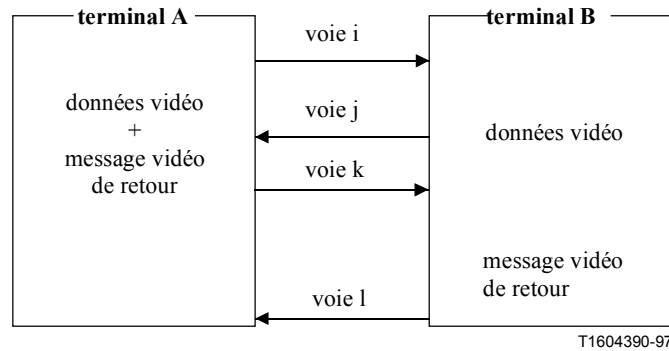 terminal A
terminal B
voie i
données vidéo
+
message vidéo
de retour
voie j
données vidéo
voie k
message vidéo
de retour
voie l
T1604390-97